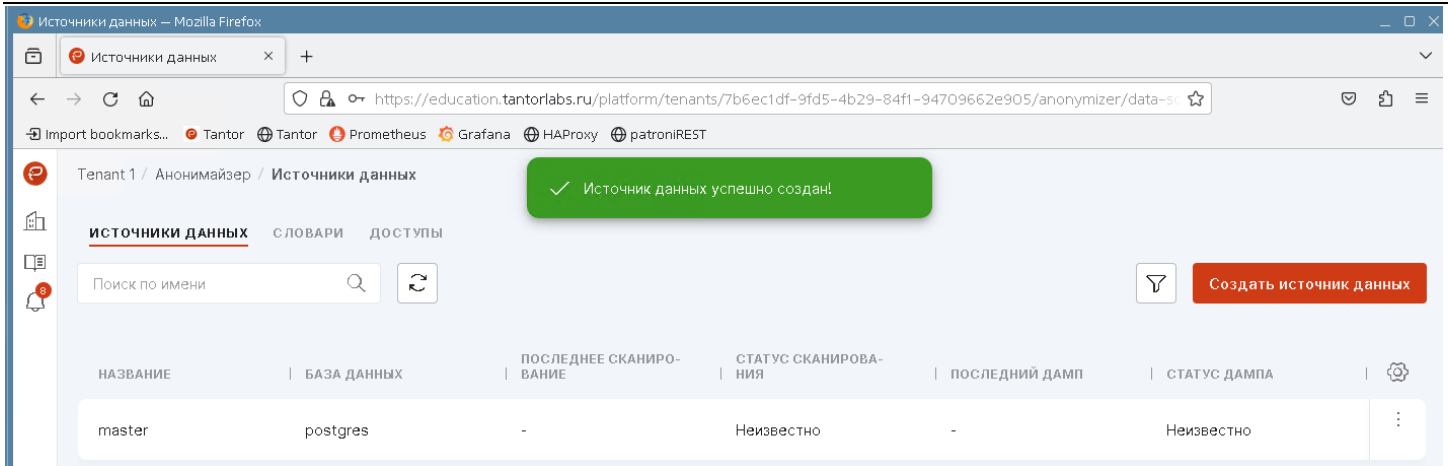 Источники данных — Mozilla Firefox
Источники данных
https://education.tantorlabs.ru/platform/tenants/7b6ec1df-9fd5-4b29-84f1-94709662e905/anonymizer/data-sc
Import bookmarks... Tantor Tantor Prometheus Grafana HAProxy patroniREST
Tenant 1 / Анонимайзер / Источники данных
Источник данных успешно создан!
ИСТОЧНИКИ ДАННЫХ СЛОВАРИ ДОСТУПЫ
8
Поиск по имени
Создать источник данных
НАЗВАНИЕ БАЗА ДАННЫХ ПОСЛЕДНЕЕ СКАНИРО-
ВАНИЕ СТАТУС СКАНИРОВА-
НИЯ ПОСЛЕДНИЙ ДАМП СТАТУС ДАМПА
master postgres - Неизвестно - Неизвестно